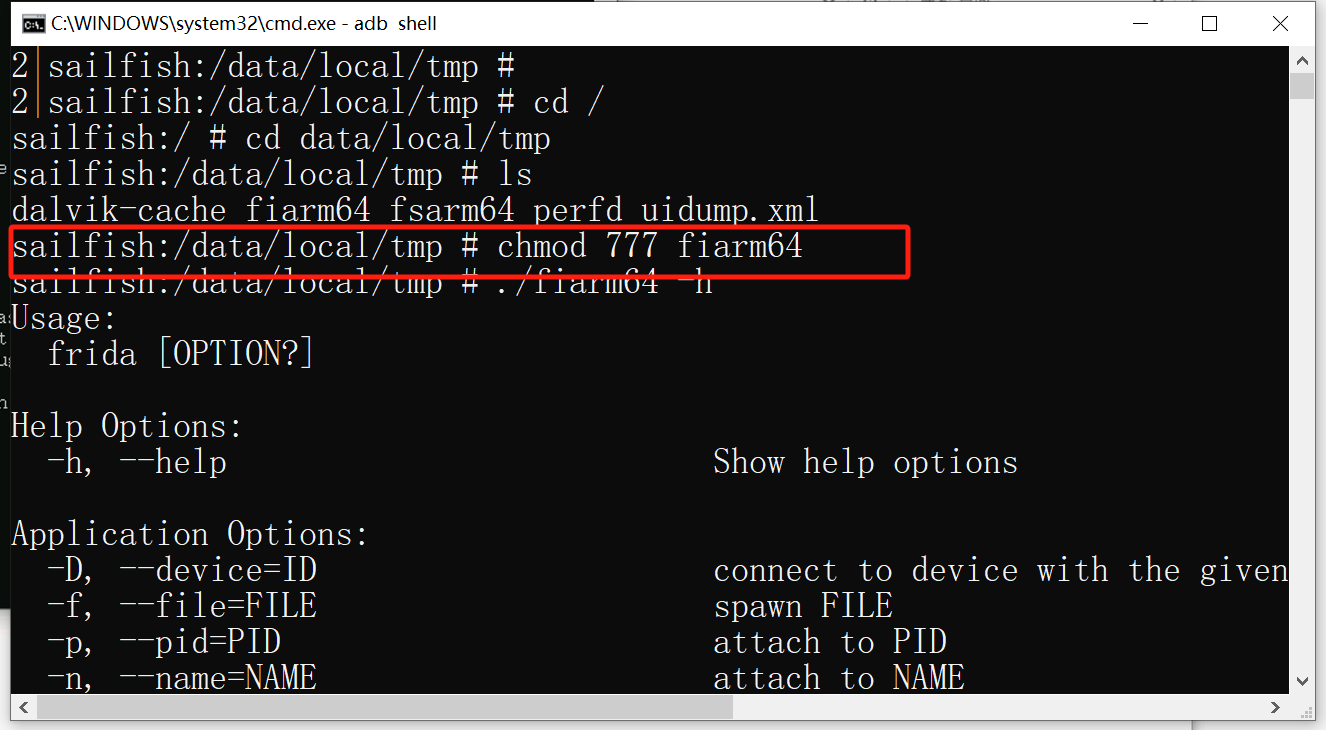 C:\WINDOWS\system32\cmd.exe - adb shell
2|sailfish:/data/local/tmp #
2|sailfish:/data/local/tmp # cd /
sailfish:/ # cd data/local/tmp
sailfish:/data/local/tmp # ls
dalvik-cache fiarm64 fsarm64 perfd uidump.xml
sailfish:/data/local/tmp # chmod 777 fiarm64
sailfish:/data/local/tmp # ./fiarm64 -h
Usage:
frida [OPTION?]
Help Options:
-h, --help Show help options
Application Options:
-D, --device=ID connect to device with the given
-f, --file=FILE spawn FILE
-p, --pid=PID attach to PID
-n, --name=NAME attach to NAME